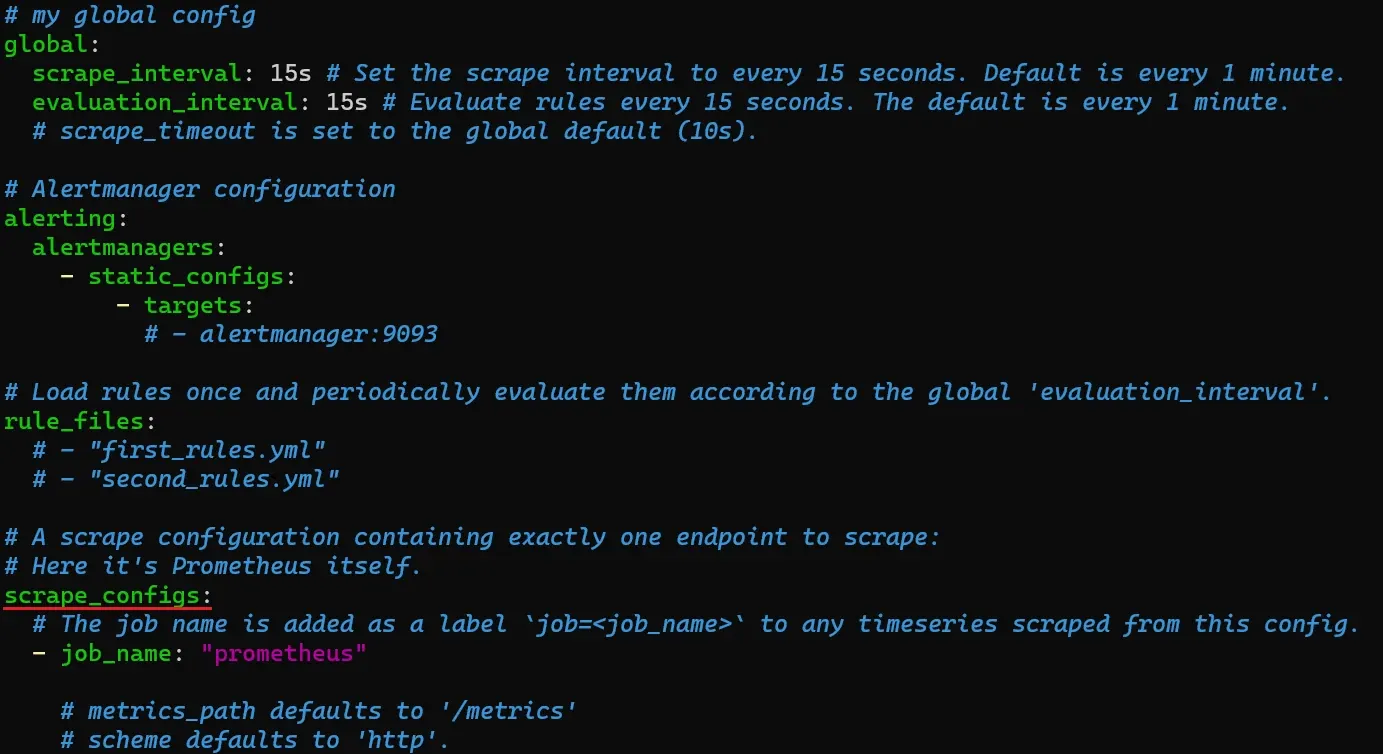 # my global config
global:
  scrape_interval: 15s # Set the scrape interval to every 15 seconds. Default is every 1 minute.
  evaluation_interval: 15s # Evaluate rules every 15 seconds. The default is every 1 minute.
  # scrape_timeout is set to the global default (10s).

# Alertmanager configuration
alerting:
  alertmanagers:
    - static_configs:
        - targets:
          # - alertmanager:9093

# Load rules once and periodically evaluate them according to the global 'evaluation_interval'.
rule_files:
  # - "first_rules.yml"
  # - "second_rules.yml"

# A scrape configuration containing exactly one endpoint to scrape:
# Here it's Prometheus itself.
scrape_configs:
  # The job name is added as a label `job=<job_name>` to any timeseries scraped from this config.
  - job_name: "prometheus"

    # metrics_path defaults to '/metrics'
    # scheme defaults to 'http'.